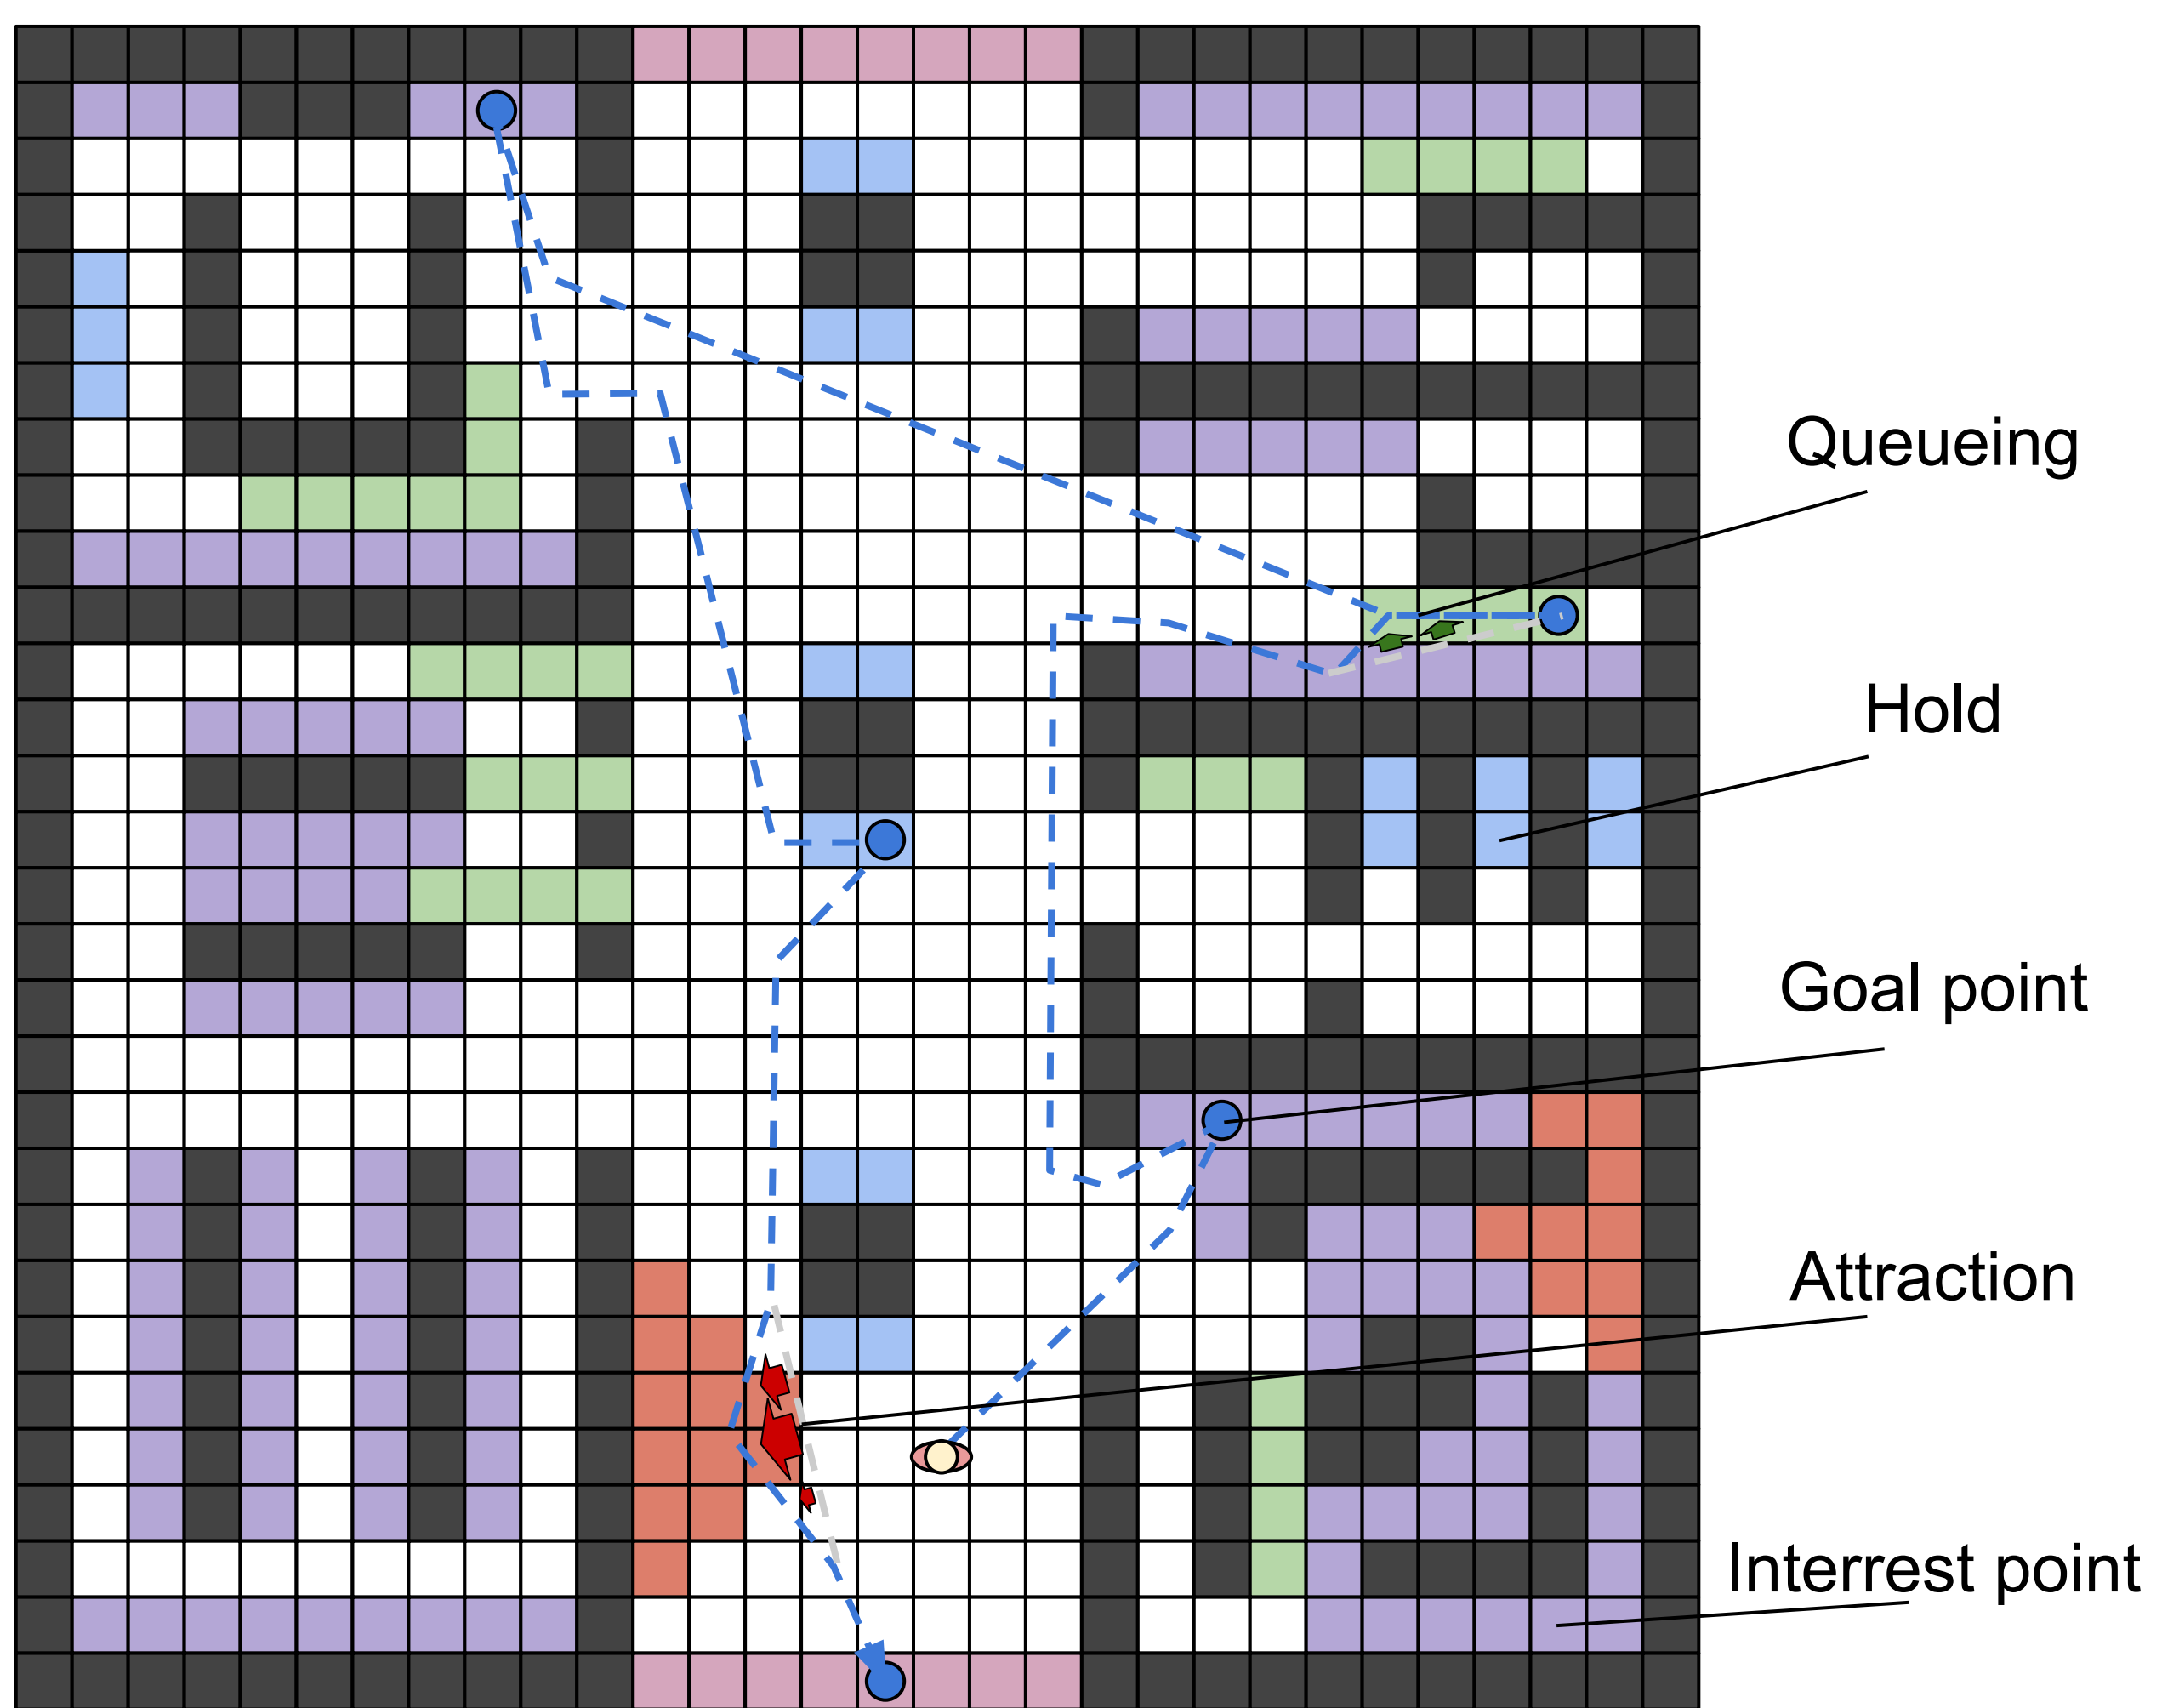 Queueing
Hold
Goal point
Attraction
Interrest point